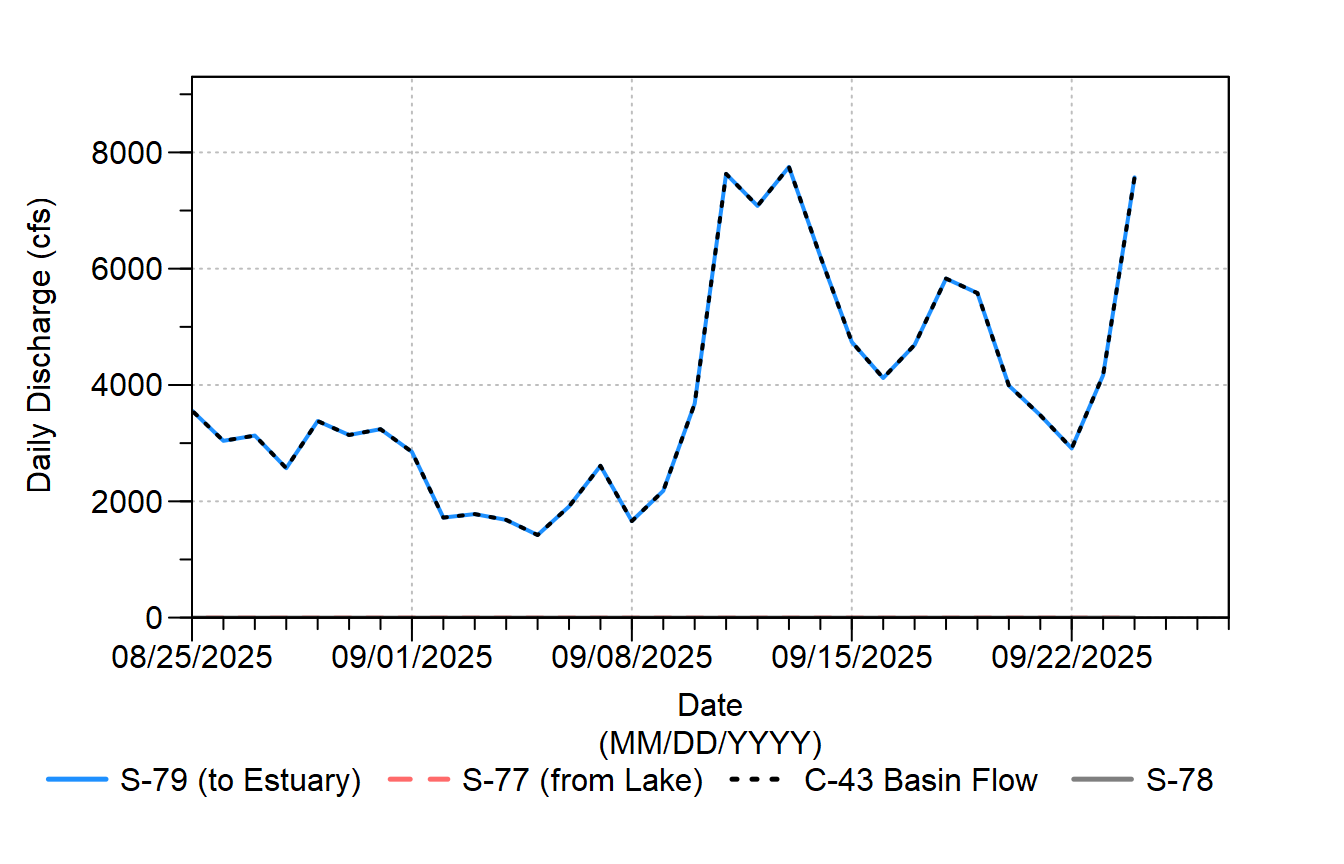 Daily Discharge (cfs)
8000
6000
4000
2000
0
08/25/2025 09/01/2025 09/08/2025 09/15/2025 09/22/2025
Date
(MM/DD/YYYY)
S-79 (to Estuary) S-77 (from Lake) C-43 Basin Flow S-78